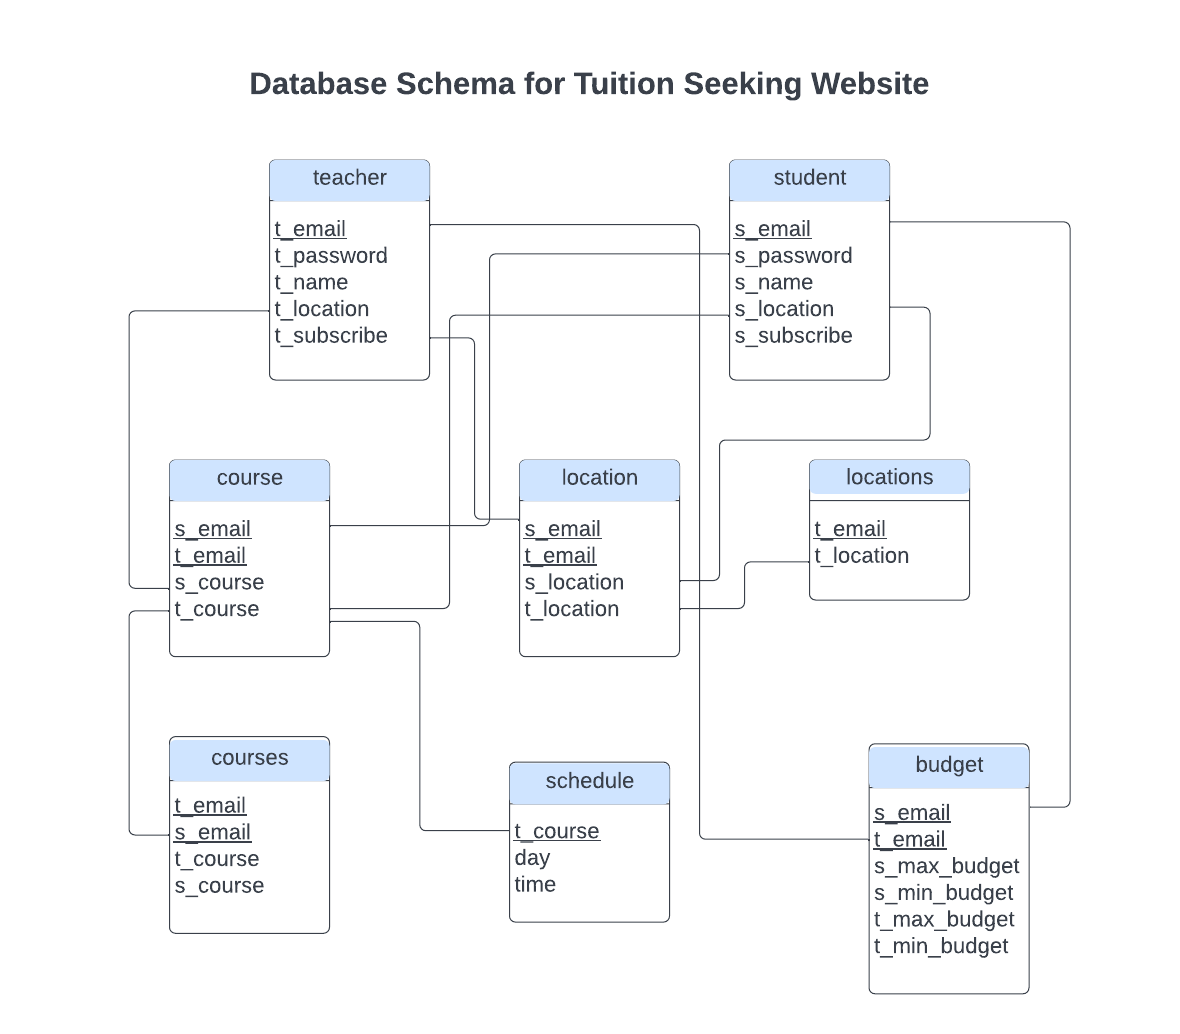 Database Schema for Tuition Seeking Website
teacher
t_email
t_password
t_name
t_location
t_subscribe
student
s_email
s_password
s_name
s_location
s_subscribe
course
s_email
t_email
s_course
t_course
location
s_email
t_email
s_location
t_location
locations
t_email
t_location
courses
t_email
s_email
t_course
s_course
schedule
t_course
day
time
budget
s_email
t_email
s_max_budget
s_min_budget
t_max_budget
t_min_budget